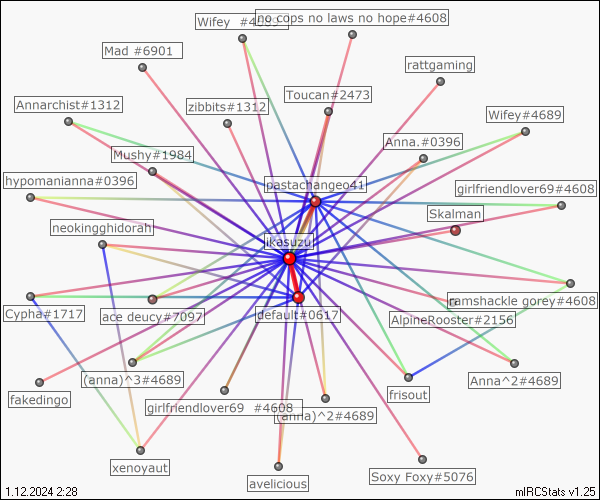 Wifey #4689
no cops no laws no hope#4608
Mad #6901
rattgaming
Toucan#2473
Annarchist#1312
zibbits#1312
Wifey#4689
Anna.#0396
Mushy#1984
hypomanianna#0396
pastachangeo41
girlfriendlover69#4608
Skalman
neokingghidorah
ikasuzu
Cypha#1717
ace deucy#7097
default#0617
ramshackle gorey#4608
AlpineRooster#2156
(anna)^3#4689
Anna^2#4689
fakedingo
girlfriendlover69 #4608
(anna)^2#4689
frisout
xenoyaut
avelicious
Soxy Foxy#5076
1.12.2024 2:28
mIRCStats v1.25